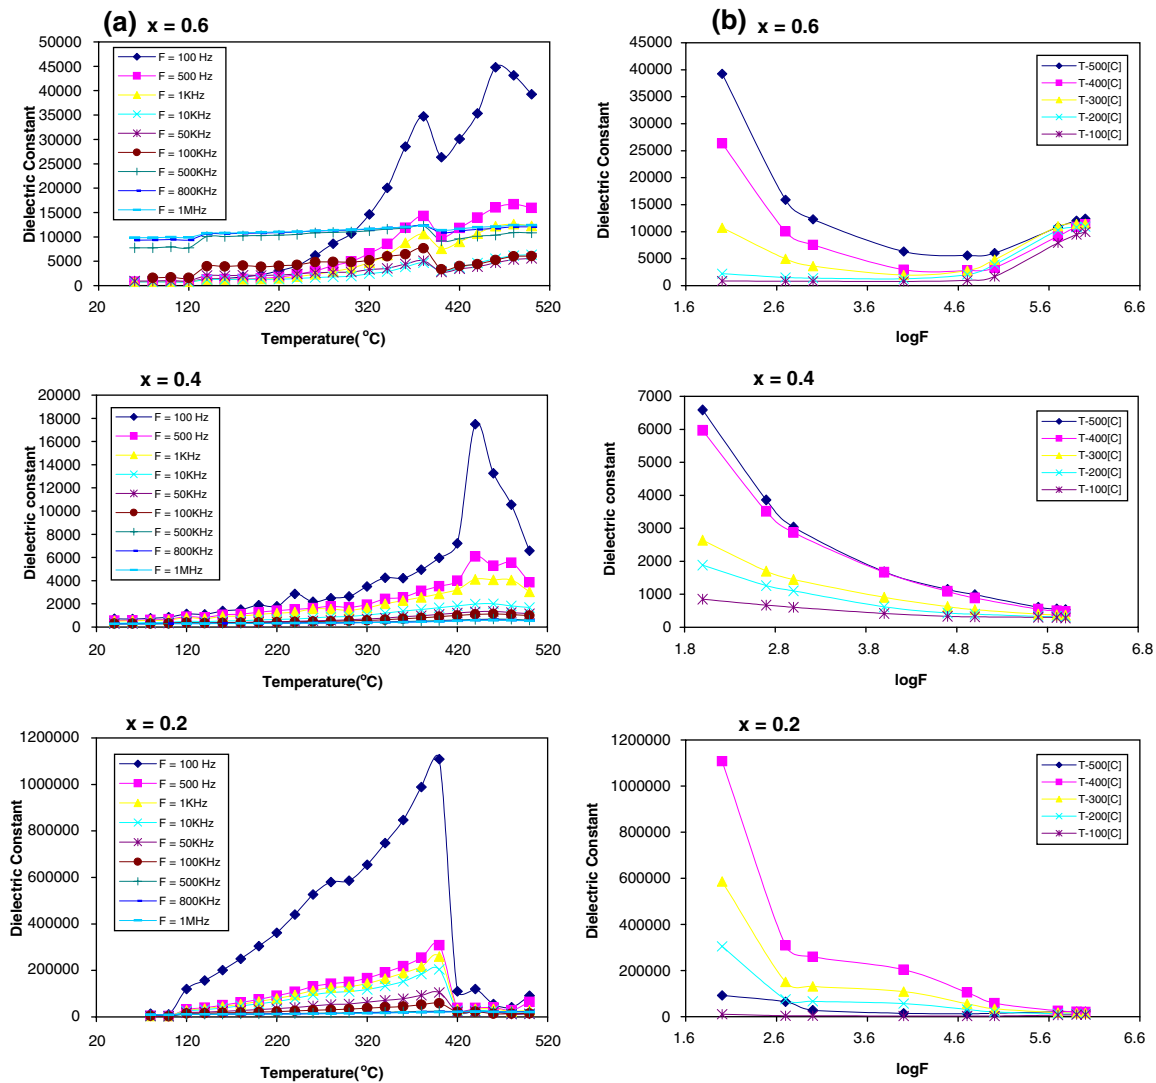 (a) x = 0.6
50000
45000
40000
35000
30000
25000
20000
15000
10000
5000
0
Dielectric Constant
F = 100 Hz
F = 500 Hz
F = 1KHz
F = 10KHz
F = 50KHz
F = 100KHz
F = 500KHz
F = 800KHz
F = 1MHz
20 120 220 320 420 520
Temperature( °C)
(b) x = 0.6
45000
40000
35000
30000
25000
20000
15000
10000
5000
0
Dielectric Constant
T-500[C]
T-400[C]
T-300[C]
T-200[C]
T-100[C]
1.6 2.6 3.6 4.6 5.6 6.6
logF
x = 0.4
20000
18000
16000
14000
12000
10000
8000
6000
4000
2000
0
Dielectric constant
F = 100 Hz
F = 500 Hz
F = 1KHz
F = 10KHz
F = 50KHz
F = 100KHz
F = 500KHz
F = 800KHz
F = 1MHz
20 120 220 320 420 520
Temperature(°C)
x = 0.4
7000
6000
5000
4000
3000
2000
1000
0
Dielectric constant
T-500[C]
T-400[C]
T-300[C]
T-200[C]
T-100[C]
1.8 2.8 3.8 4.8 5.8 6.8
logF
x = 0.2
1200000
1000000
800000
600000
400000
200000
0
Dielectric Constant
F = 100 Hz
F = 500 Hz
F = 1KHz
F = 10KHz
F = 50KHz
F = 100KHz
F = 500KHz
F = 800KHz
F = 1MHz
20 120 220 320 420 520
Temperature(°C)
x = 0.2
1200000
1000000
800000
600000
400000
200000
0
Dielectric Constant
T-500[C]
T-400[C]
T-300[C]
T-200[C]
T-100[C]
1.6 2.6 3.6 4.6 5.6 6.6
logF